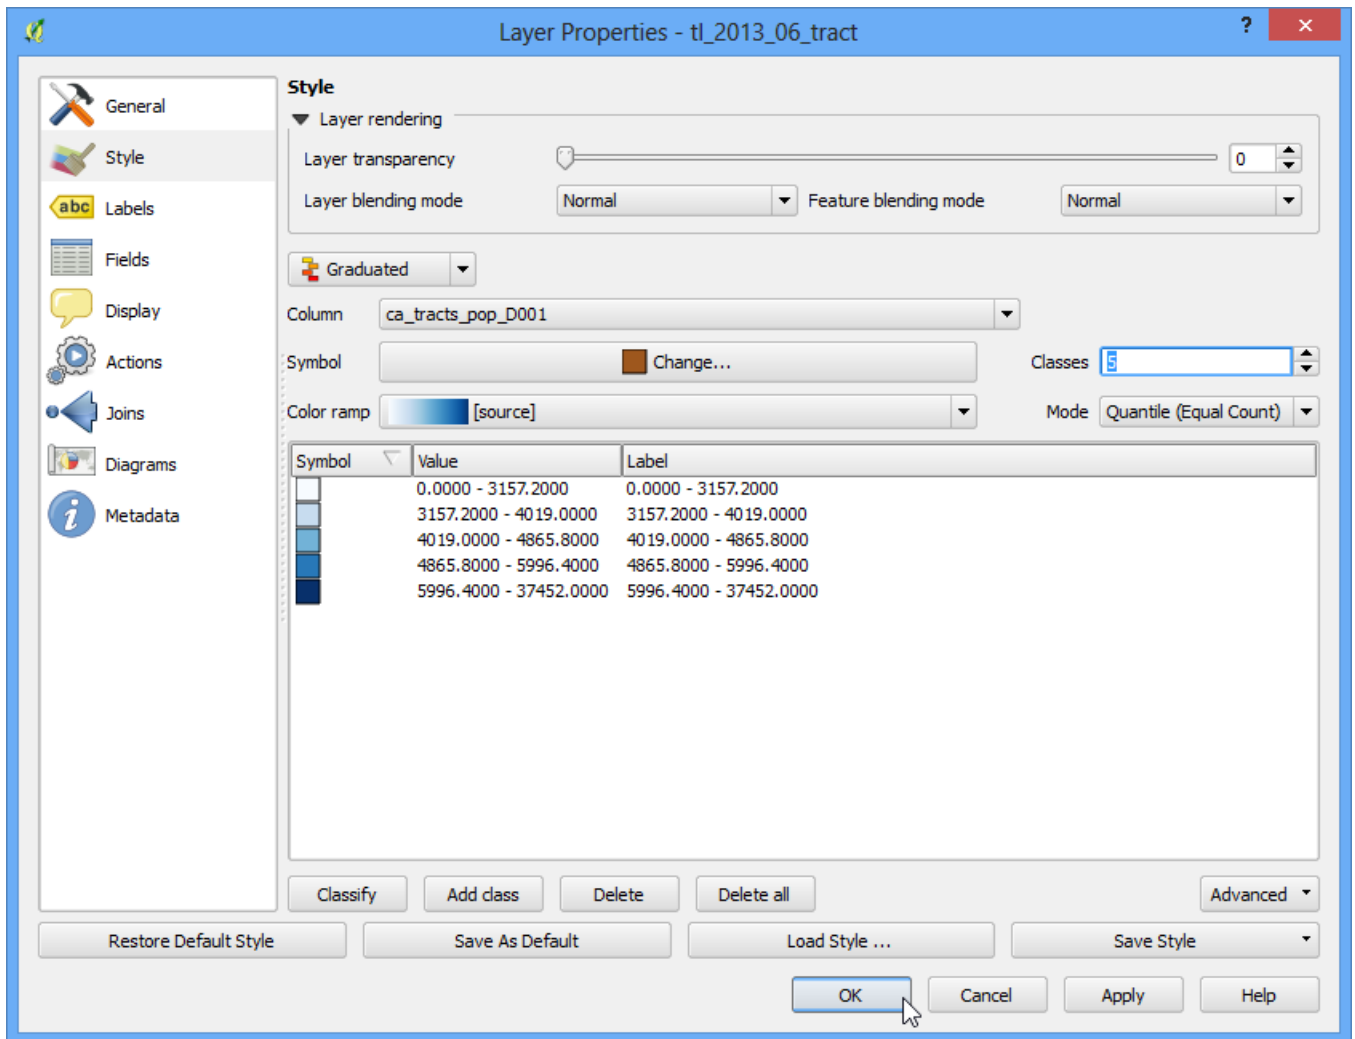 Layer Properties - tl_2013_06_tract
?
General
Style
abc Labels
Fields
Display
Actions
Joins
Diagrams
i Metadata
Style
Layer rendering
Layer transparency 0
Layer blending mode Normal Feature blending mode Normal
Graduated
Column ca_tracts_pop_D001
Symbol Change... Classes 5
Color ramp [source] Mode Quantile (Equal Count)
Symbol Value Label
0.0000 - 3157.2000 0.0000 - 3157.2000
3157.2000 - 4019.0000 3157.2000 - 4019.0000
4019.0000 - 4865.8000 4019.0000 - 4865.8000
4865.8000 - 5996.4000 4865.8000 - 5996.4000
5996.4000 - 37452.0000 5996.4000 - 37452.0000
Classify Add class Delete Delete all Advanced
Restore Default Style Save As Default Load Style ... Save Style
OK Cancel Apply Help